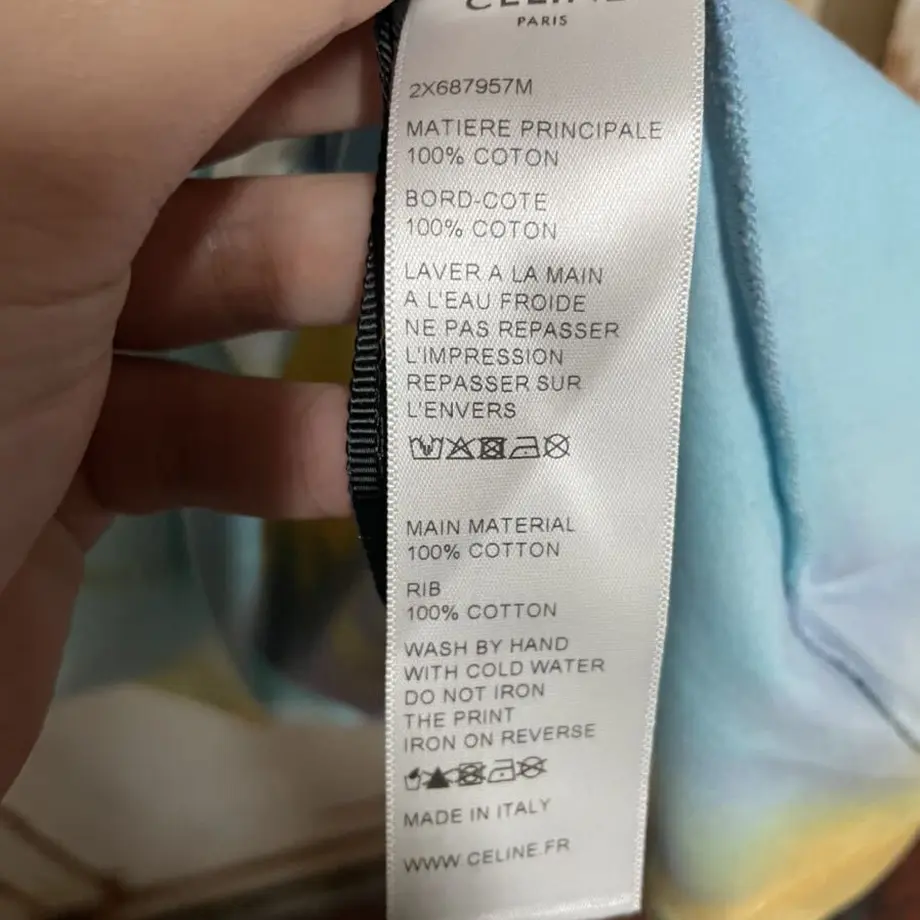 CELINE
PARIS
2X687957M
MATIERE PRINCIPALE
100% COTON
BORD-COTE
100% COTON
LAVER A LA MAIN
A L'EAU FROIDE
NE PAS REPASSER
L'IMPRESSION
REPASSER SUR
L'ENVERS
MAIN MATERIAL
100% COTTON
RIB
100% COTTON
WASH BY HAND
WITH COLD WATER
DO NOT IRON
THE PRINT
IRON ON REVERSE
MADE IN ITALY
WWW.CELINE.FR